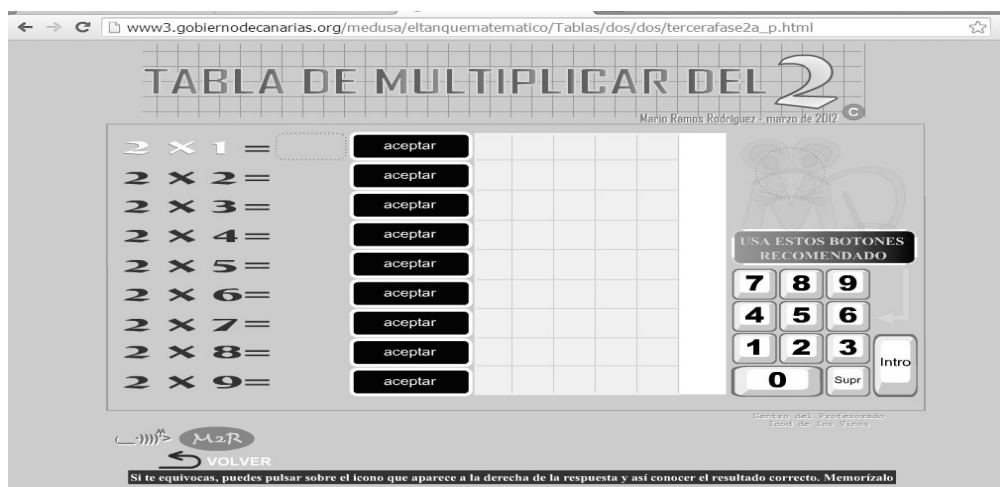 www3.gobiernodecanarias.org/medusa/eltanquematematico/Tablas/dos/dos/tercerafase2a_p.html
TABLA DE MULTIPLICAR DEL 2
Mario Ramos Rodríguez - marzo de 2012 C
2 X 1 = aceptar
2 X 2 = aceptar
2 X 3 = aceptar
2 X 4 = aceptar
2 X 5 = aceptar
2 X 6 = aceptar
2 X 7 = aceptar
2 X 8 = aceptar
2 X 9 = aceptar
USA ESTOS BOTONES
RECOMENDADO
7 8 9
4 5 6
1 2 3
Intro
0 Supr
Centro del Profesorado
Icod de los Vinos
(__.·))))ª> M2R
VOLVER
Si te equivocas, puedes pulsar sobre el icono que aparece a la derecha de la respuesta y así conocer el resultado correcto. Memorízalo